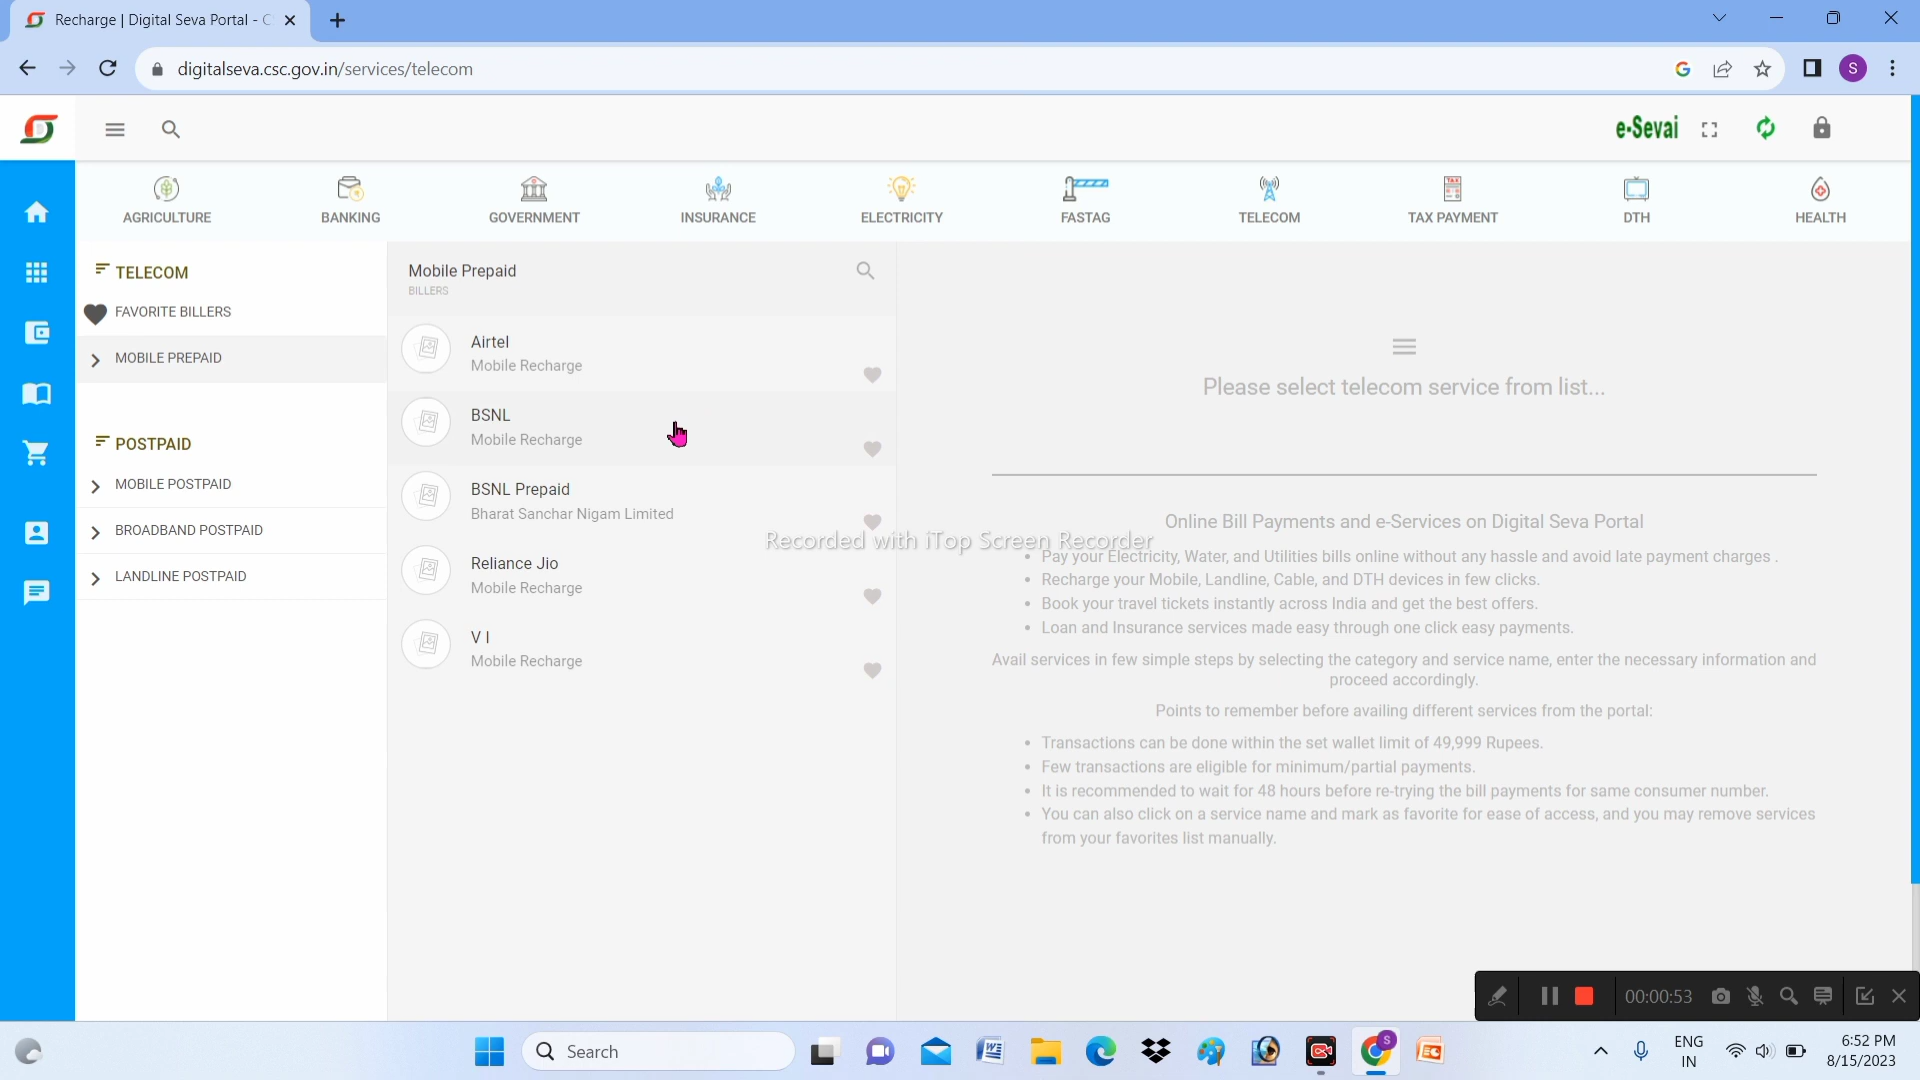 Recharge | Digital Seva Portal - C
digitalseva.csc.gov.in/services/telecom
S
e-Sevai
AGRICULTURE
BANKING
GOVERNMENT
INSURANCE
ELECTRICITY
FASTAG
TELECOM
TAX
TAX PAYMENT
DTH
HEALTH
TELECOM
FAVORITE BILLERS
MOBILE PREPAID
POSTPAID
MOBILE POSTPAID
BROADBAND POSTPAID
LANDLINE POSTPAID
Mobile Prepaid
BILLERS
Airtel
Mobile Recharge
BSNL
Mobile Recharge
BSNL Prepaid
Bharat Sanchar Nigam Limited
Reliance Jio
Mobile Recharge
V I
Mobile Recharge
Please select telecom service from list...
Online Bill Payments and e-Services on Digital Seva Portal
Recorded with iTop Screen Recorder
• Pay your Electricity, Water, and Utilities bills online without any hassle and avoid late payment charges .
• Recharge your Mobile, Landline, Cable, and DTH devices in few clicks.
• Book your travel tickets instantly across India and get the best offers.
• Loan and Insurance services made easy through one click easy payments.
Avail services in few simple steps by selecting the category and service name, enter the necessary information and
proceed accordingly.
Points to remember before availing different services from the portal:
• Transactions can be done within the set wallet limit of 49,999 Rupees.
• Few transactions are eligible for minimum/partial payments.
• It is recommended to wait for 48 hours before re-trying the bill payments for same consumer number.
• You can also click on a service name and mark as favorite for ease of access, and you may remove services
from your favorites list manually.
00:00:53
Search
S
ENG
IN
6:52 PM
8/15/2023